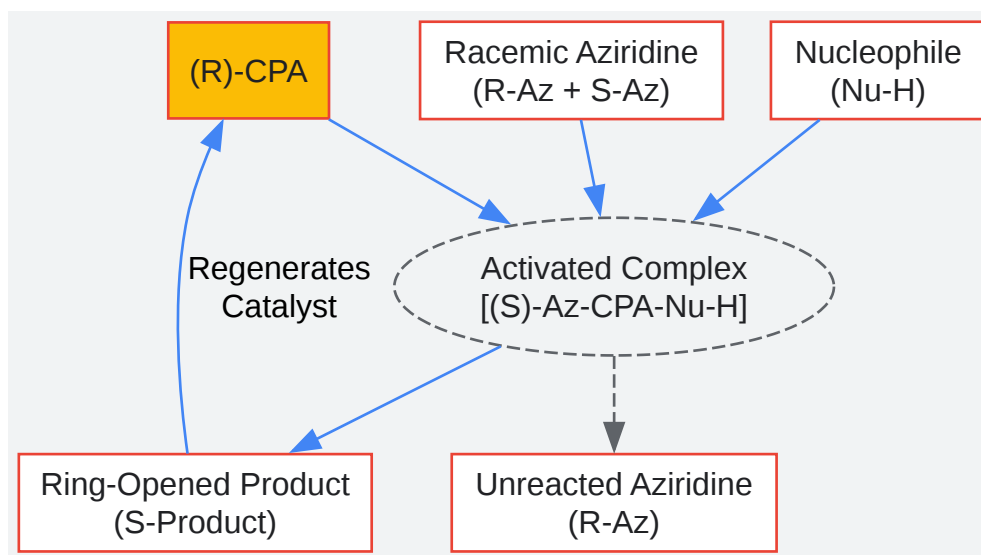 (R)-CPA
Racemic Aziridine
(R-Az + S-Az)
Nucleophile
(Nu-H)
Regenerates
Catalyst
Activated Complex
[(S)-Az-CPA-Nu-H]
Ring-Opened Product
(S-Product)
Unreacted Aziridine
(R-Az)